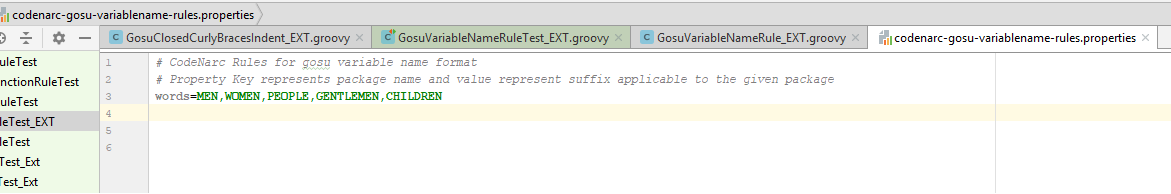 codenarc-gosu-variablename-rules.properties
GosuClosedCurlyBracesIndent_EXT.groovy GosuVariableNameRuleTest_EXT.groovy GosuVariableNameRule_EXT.groovy codenarc-gosu-variablename-rules.properties
uleTest
nctionRuleTest
uleTest
leTest_EXT
leTest
Test_Ext
Test_Ext
1 # CodeNarc Rules for gosu variable name format
2 # Property Key represents package name and value represent suffix applicable to the given package
3 words=MEN,WOMEN,PEOPLE,GENTLEMEN,CHILDREN
4
5
6